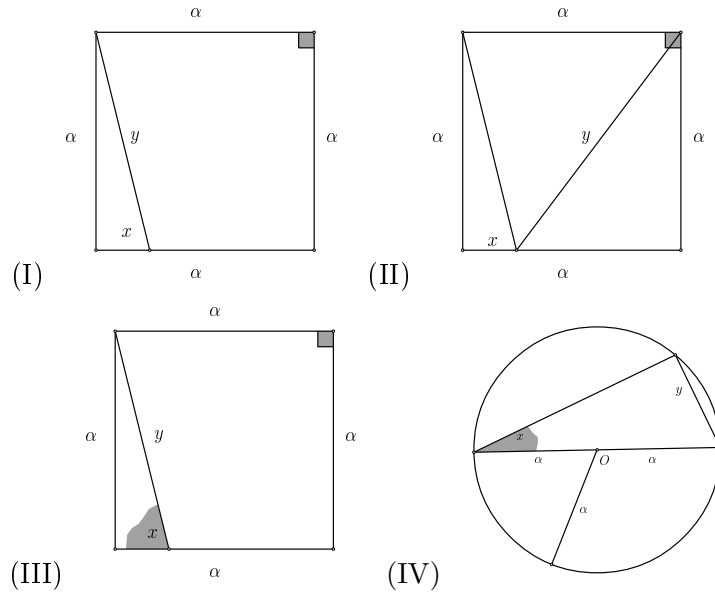 α α
α y α α y α
x x
(I) α (II) α
α
α y α x y
α α
O
α
x
(III) α (IV)